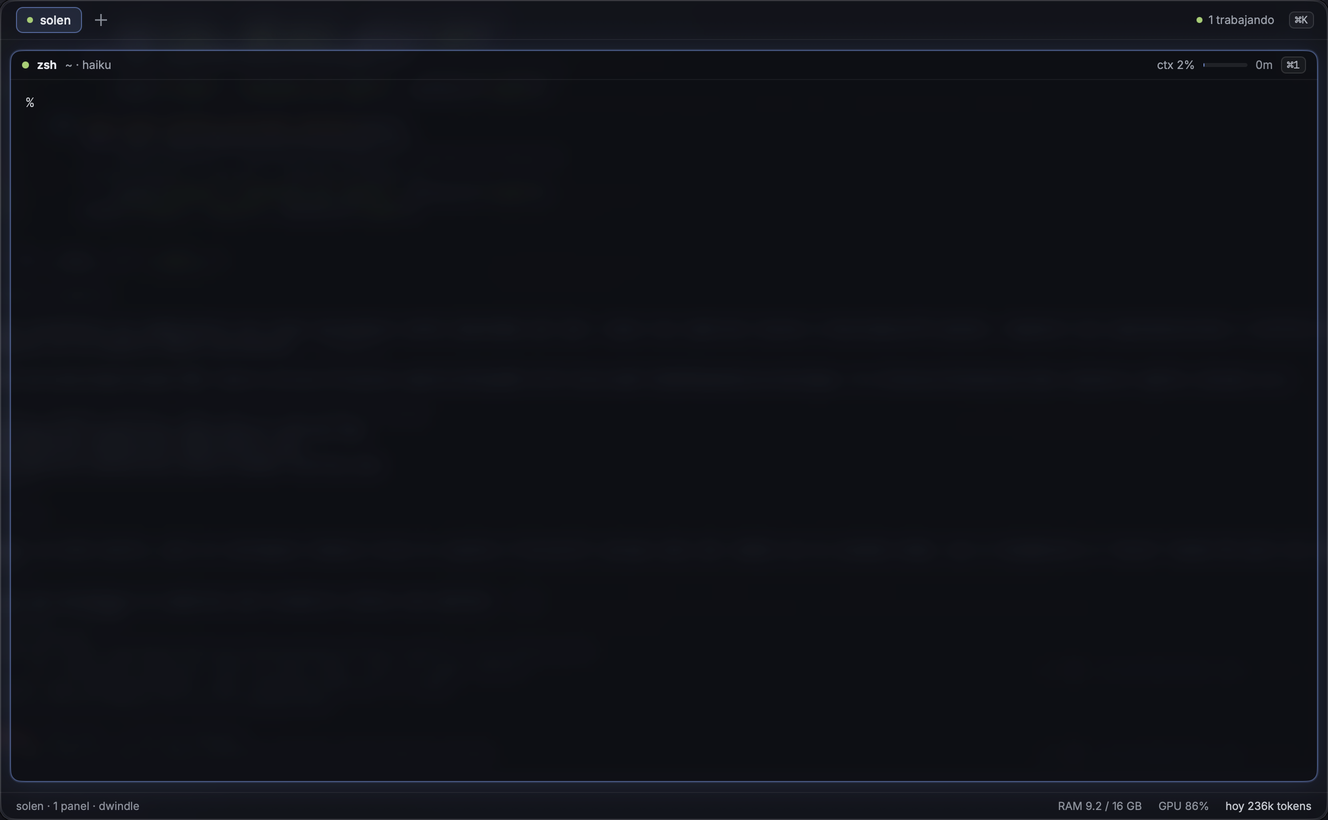 solen
1 trabajando ⌘K
zsh ~ · haiku ctx 2% 0m ⌘1
%
solen · 1 panel · dwindle RAM 9.2 / 16 GB GPU 86% hoy 236k tokens